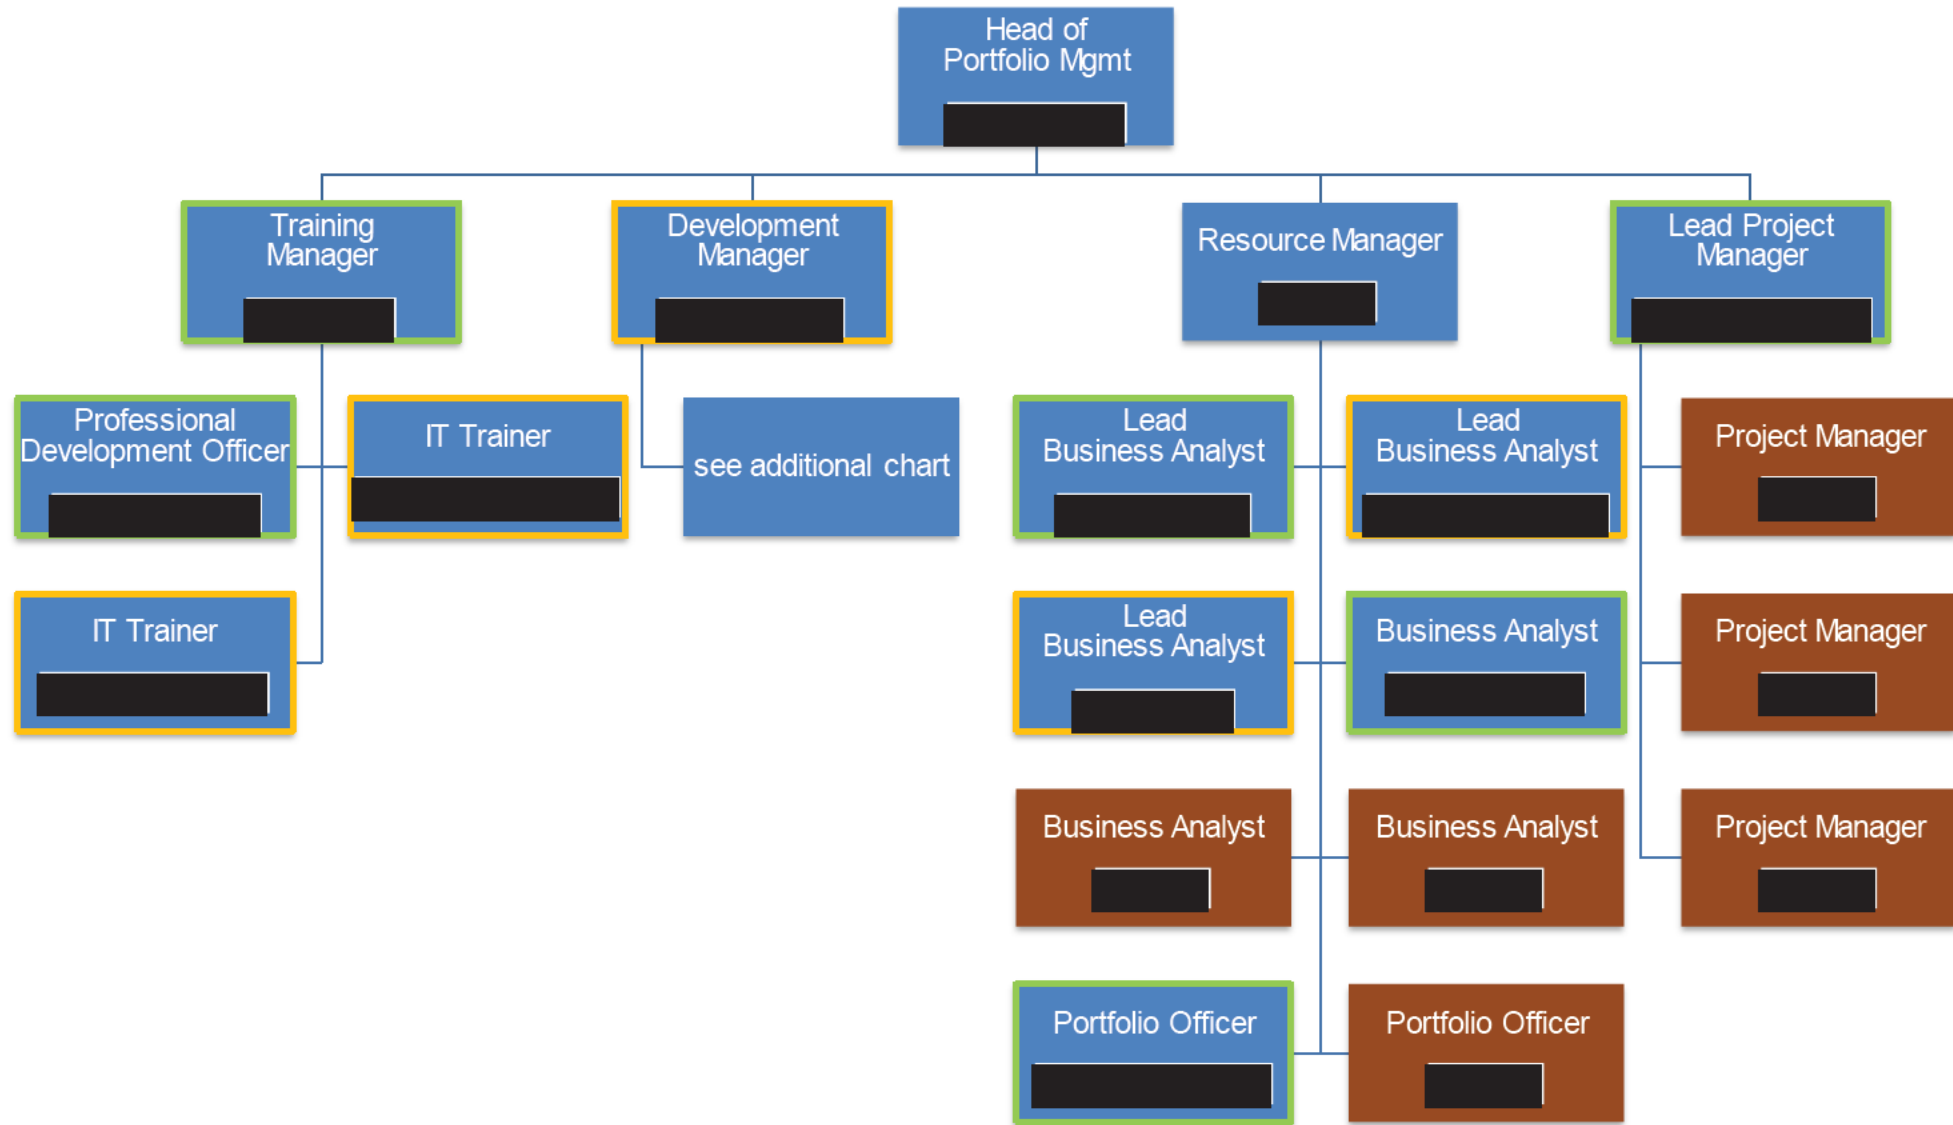 Head of
Portfolio Mgmt
Training
Manager
Development
Manager
Resource Manager
Lead Project
Manager
Professional
Development Officer
IT Trainer
see additional chart
Lead
Business Analyst
Lead
Business Analyst
Project Manager
IT Trainer
Lead
Business Analyst
Business Analyst
Project Manager
Business Analyst
Business Analyst
Project Manager
Portfolio Officer
Portfolio Officer